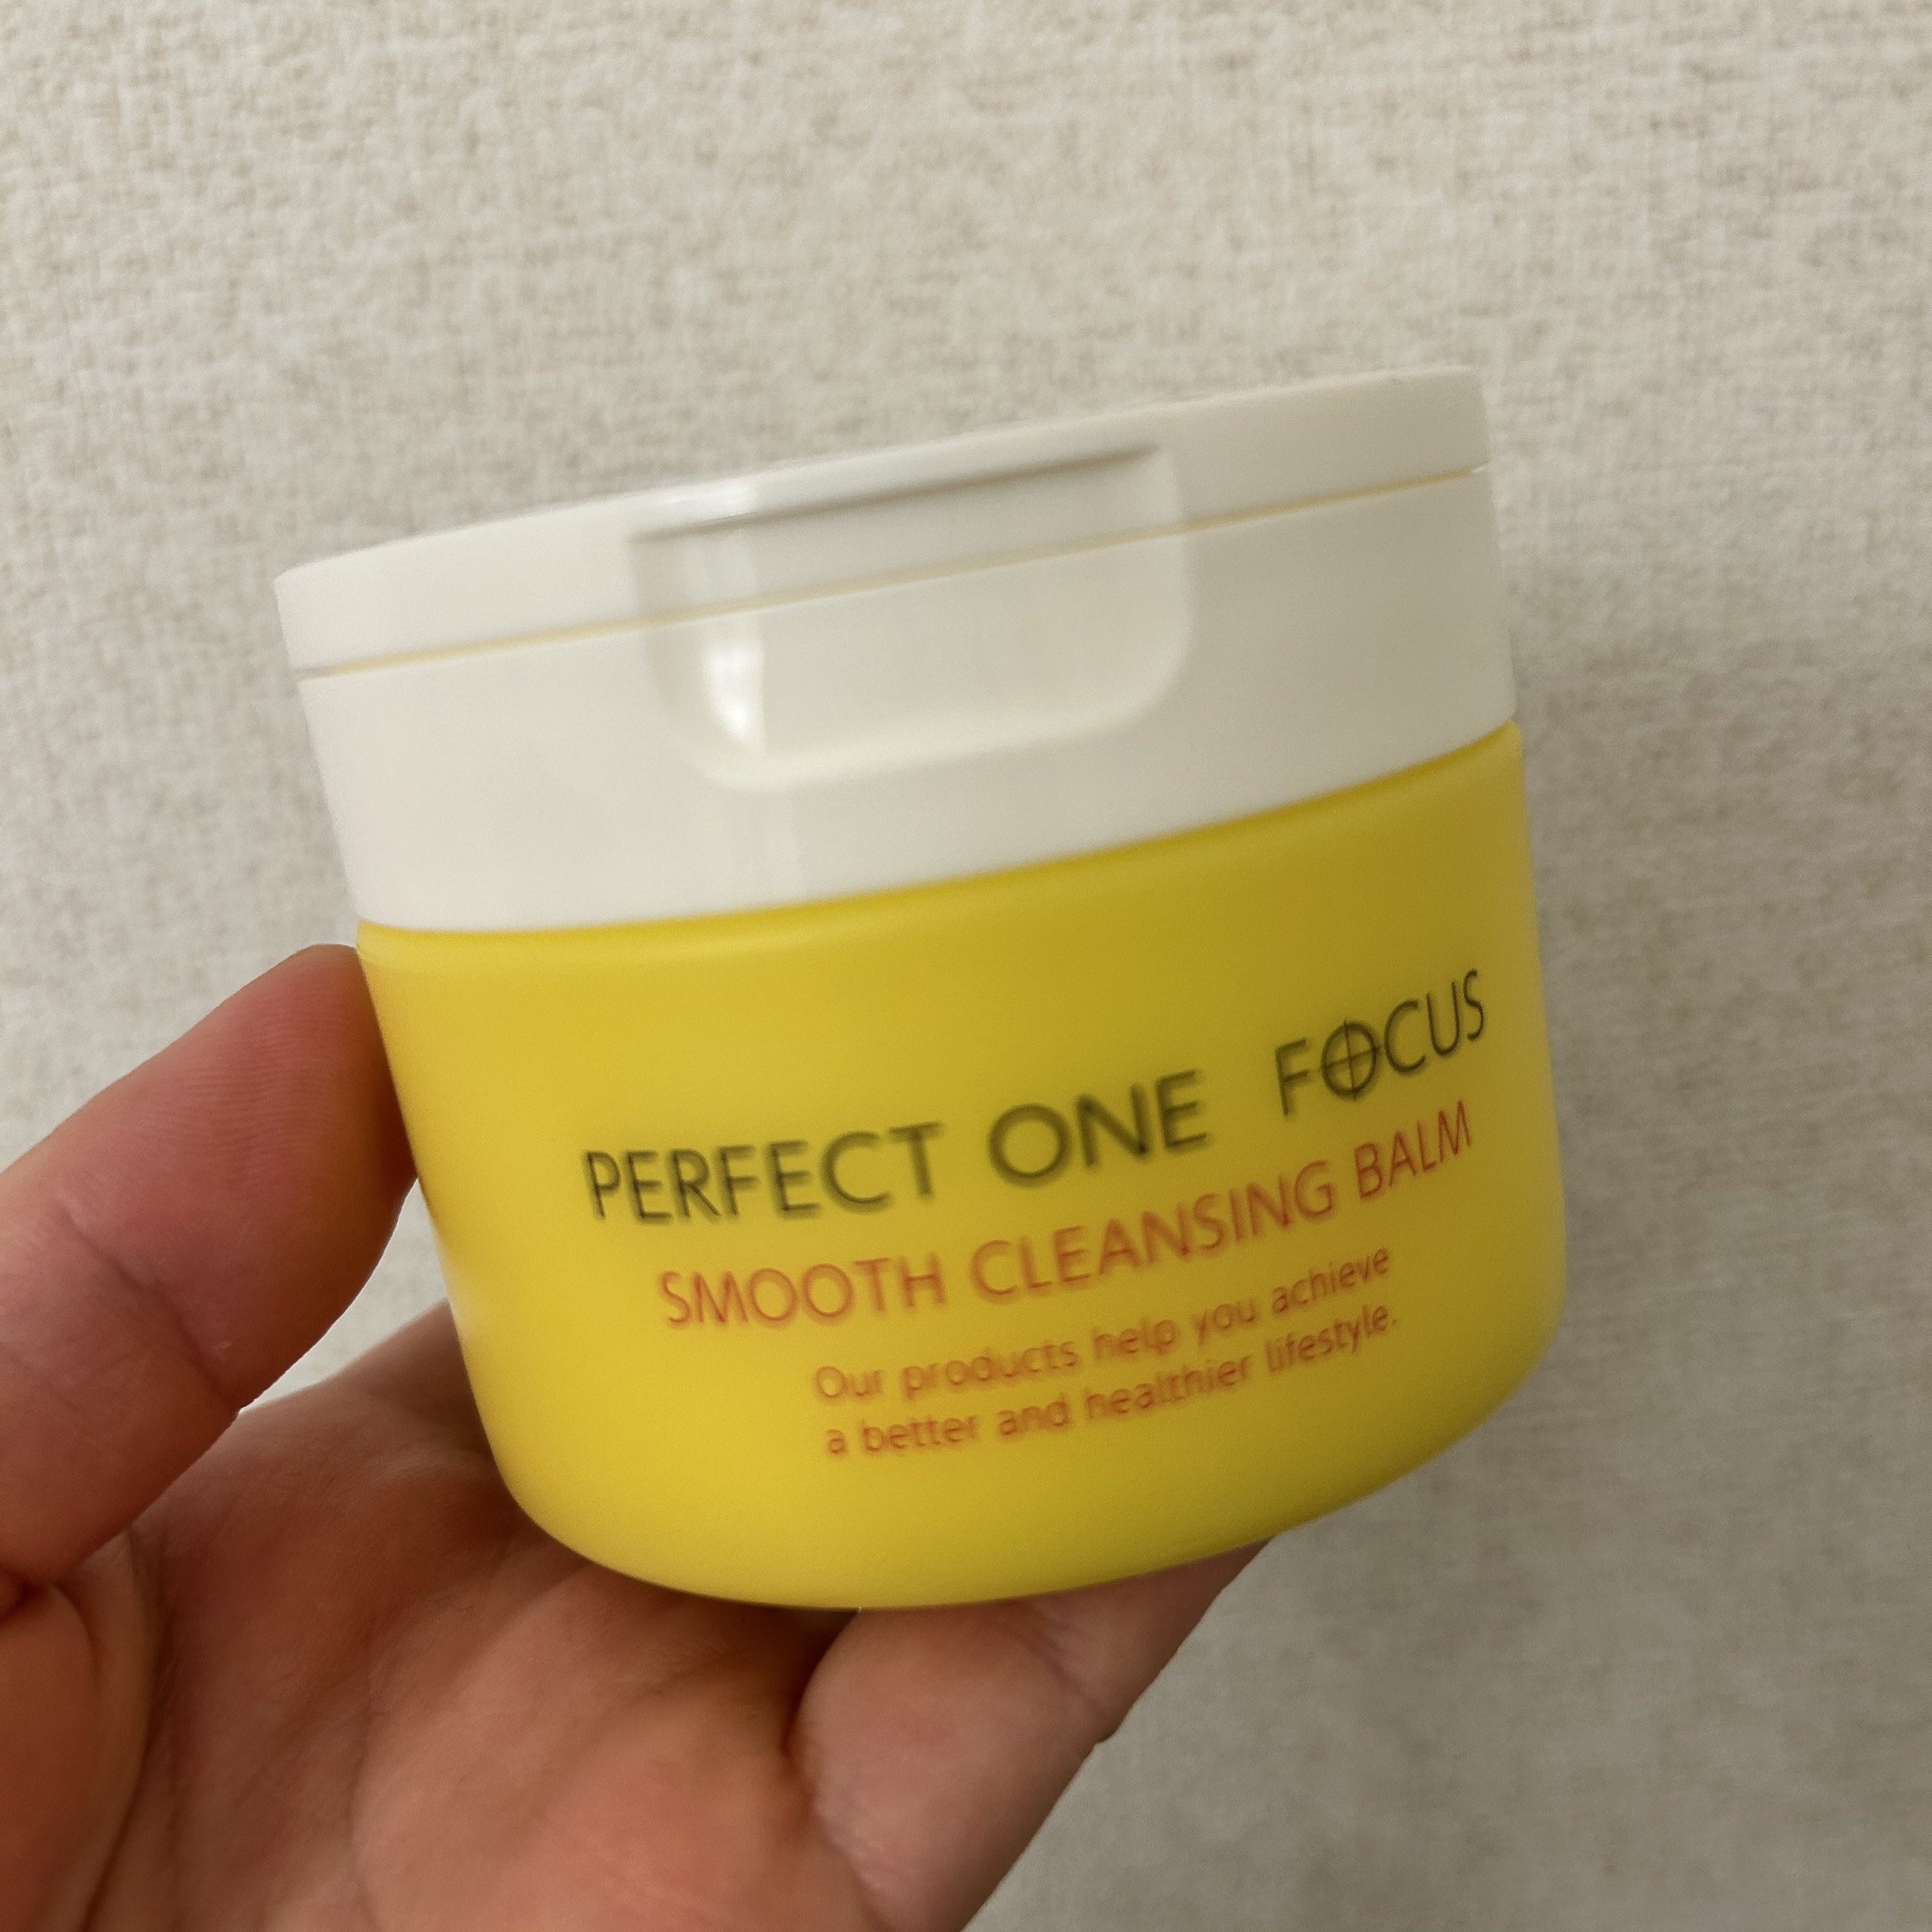 PERFECT ONE FOCUS
SMOOTH CLEANSING BALM
Our products help you achieve
a better and healthier lifestyle.